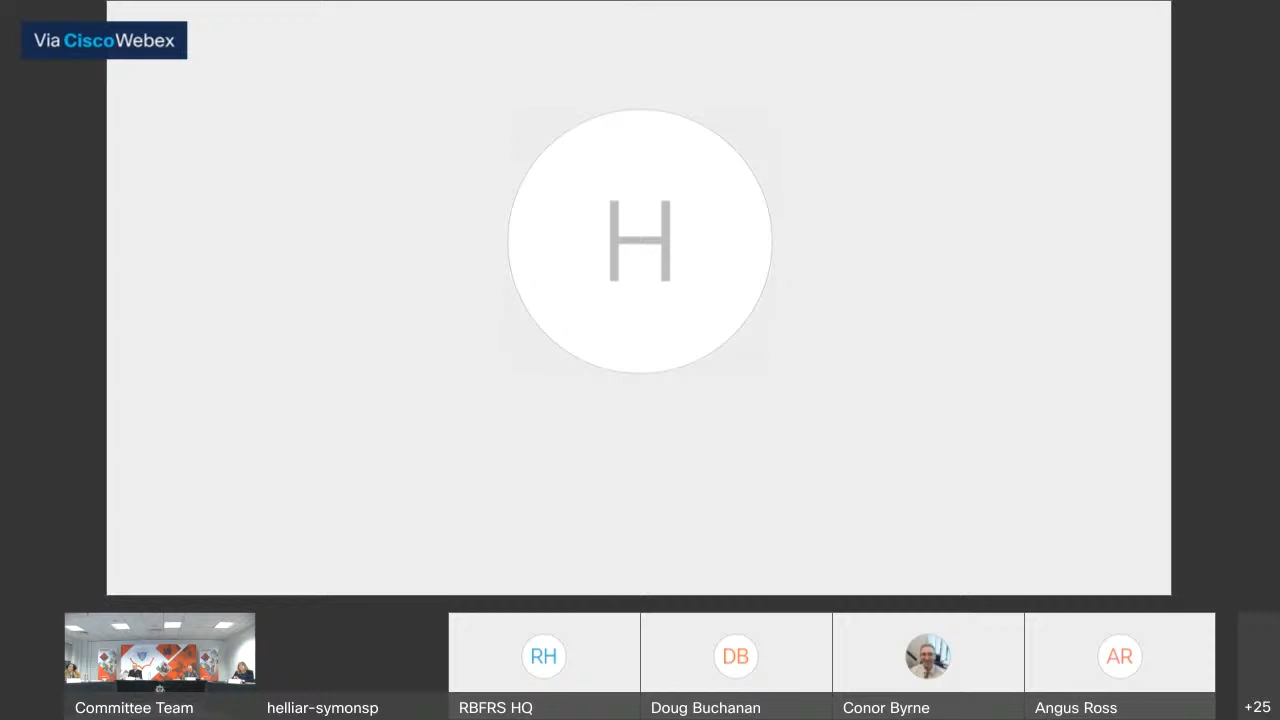 Via CiscoWebex
H
RH
DB
AR
Committee Team
helliar-symonsp
RBFRS HQ
Doug Buchanan
Conor Byrne
Angus Ross
+25